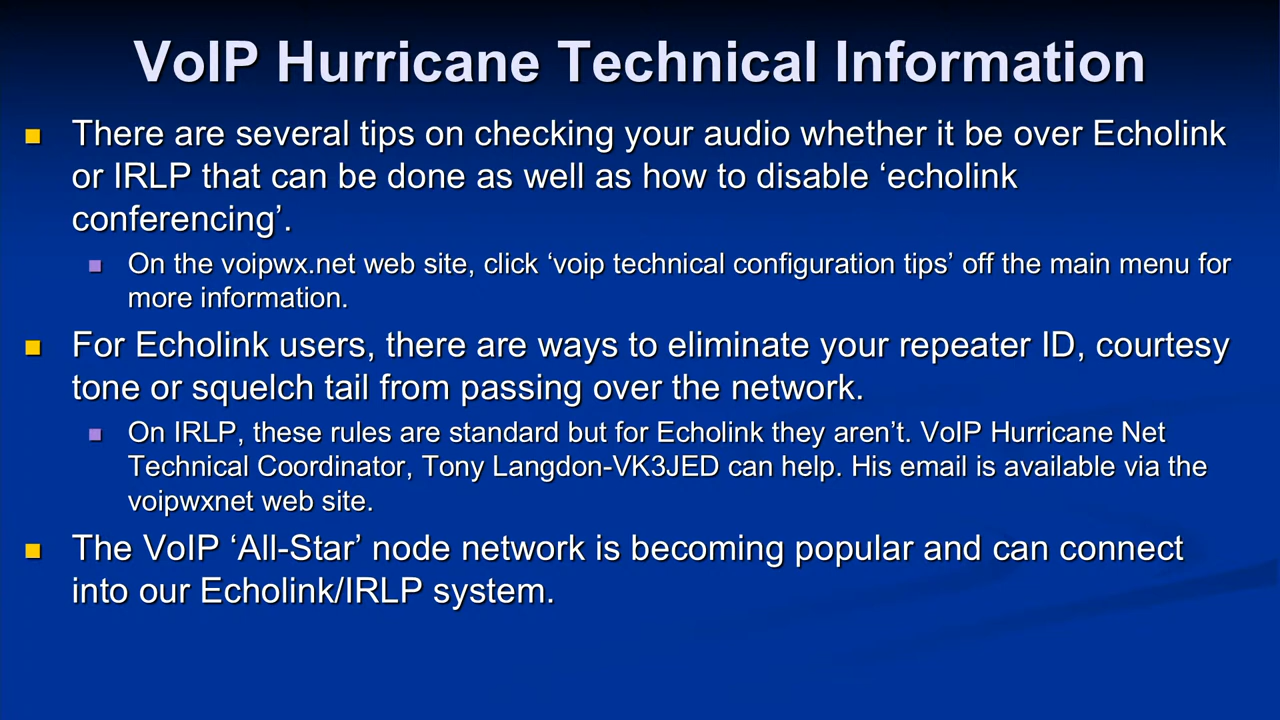 VoIP Hurricane Technical Information
There are several tips on checking your audio whether it be over Echolink
or IRLP that can be done as well as how to disable ‘echolink
conferencing’.
On the voipwx.net web site, click ‘voip technical configuration tips’ off the main menu for
more information.
For Echolink users, there are ways to eliminate your repeater ID, courtesy
tone or squelch tail from passing over the network.
On IRLP, these rules are standard but for Echolink they aren’t. VoIP Hurricane Net
Technical Coordinator, Tony Langdon-VK3JED can help. His email is available via the
voipwxnet web site.
The VoIP ‘All-Star’ node network is becoming popular and can connect
into our Echolink/IRLP system.